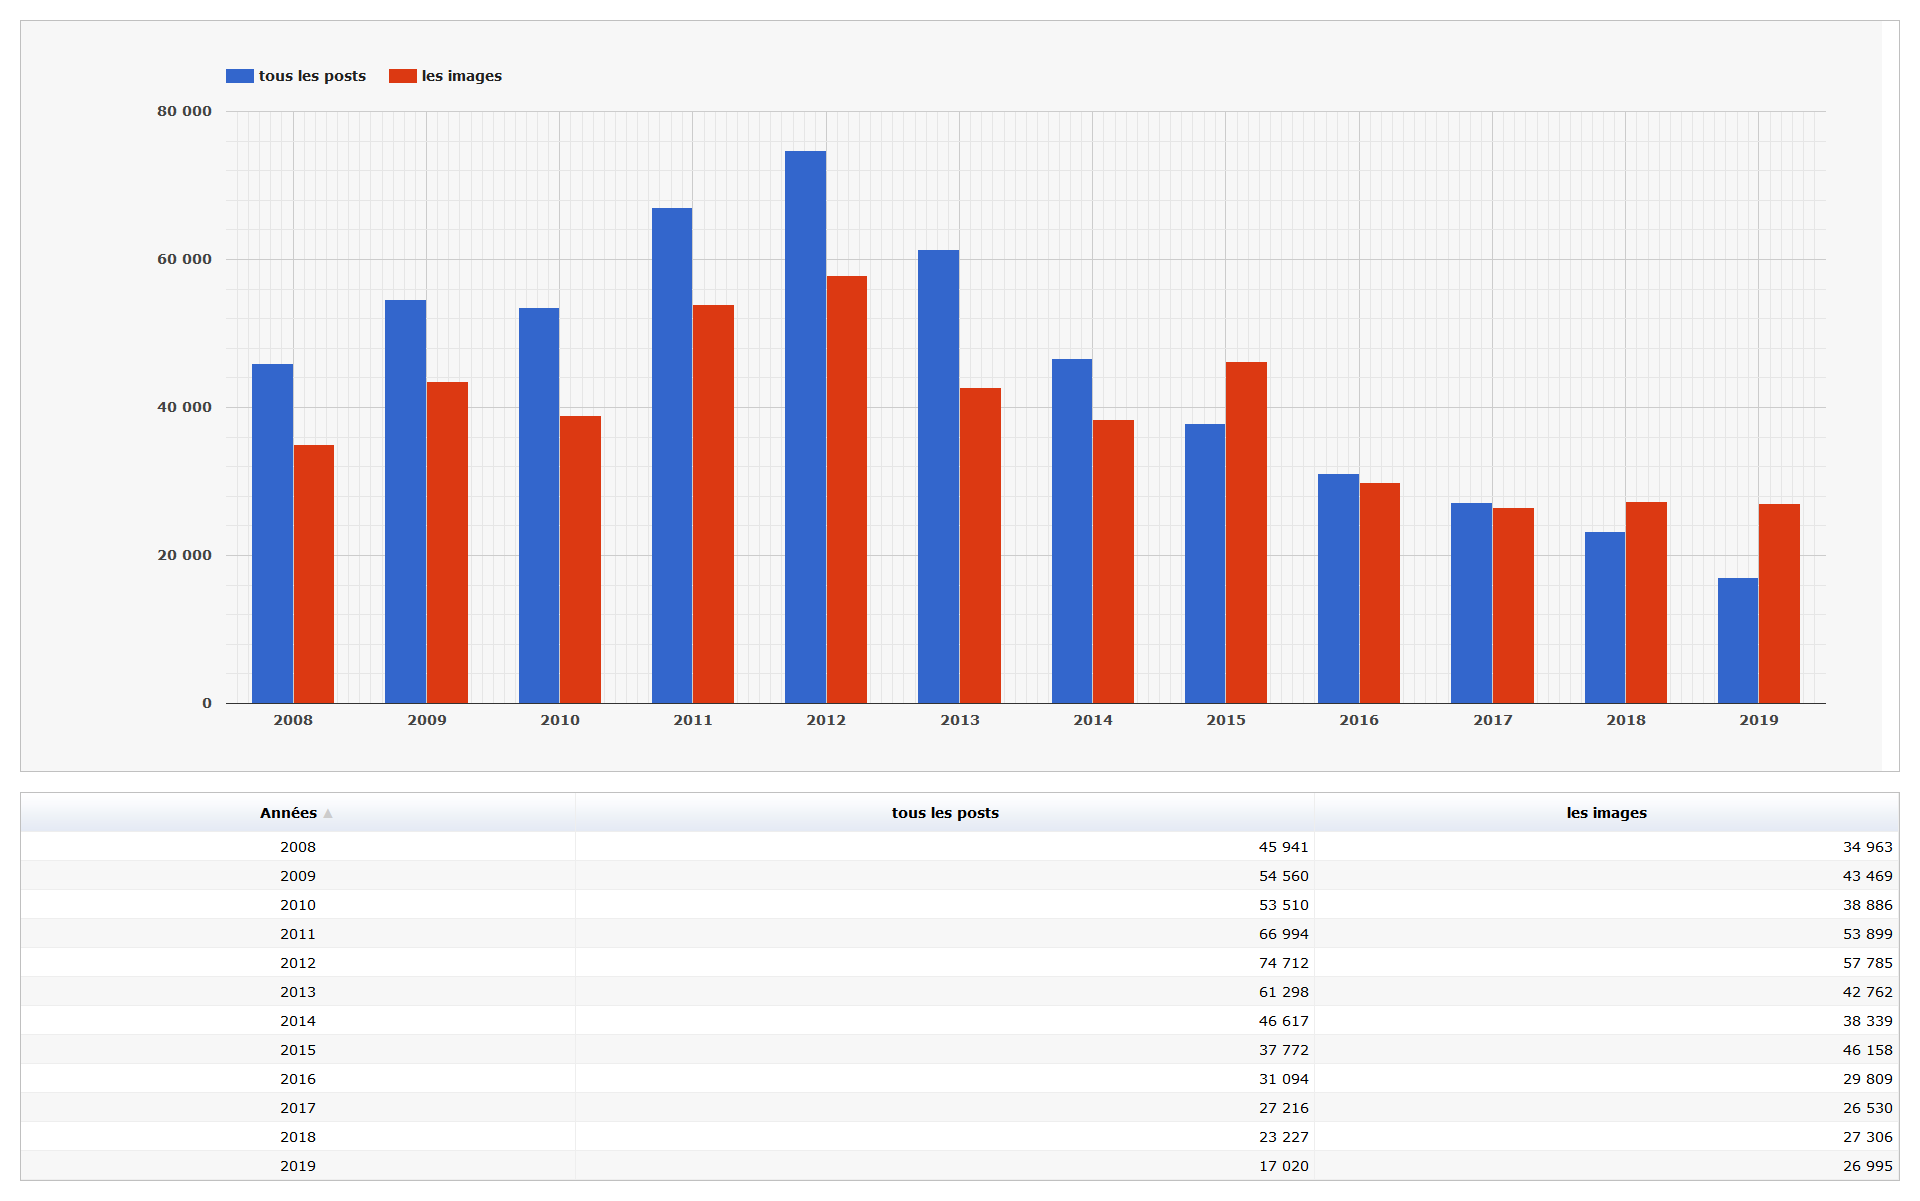 tous les posts les images
80 000
60 000
40 000
20 000
0
2008 2009 2010 2011 2012 2013 2014 2015 2016 2017 2018 2019
Années tous les posts les images
2008 45 941 34 963
2009 54 560 43 469
2010 53 510 38 886
2011 66 994 53 899
2012 74 712 57 785
2013 61 298 42 762
2014 46 617 38 339
2015 37 772 46 158
2016 31 094 29 809
2017 27 216 26 530
2018 23 227 27 306
2019 17 020 26 995